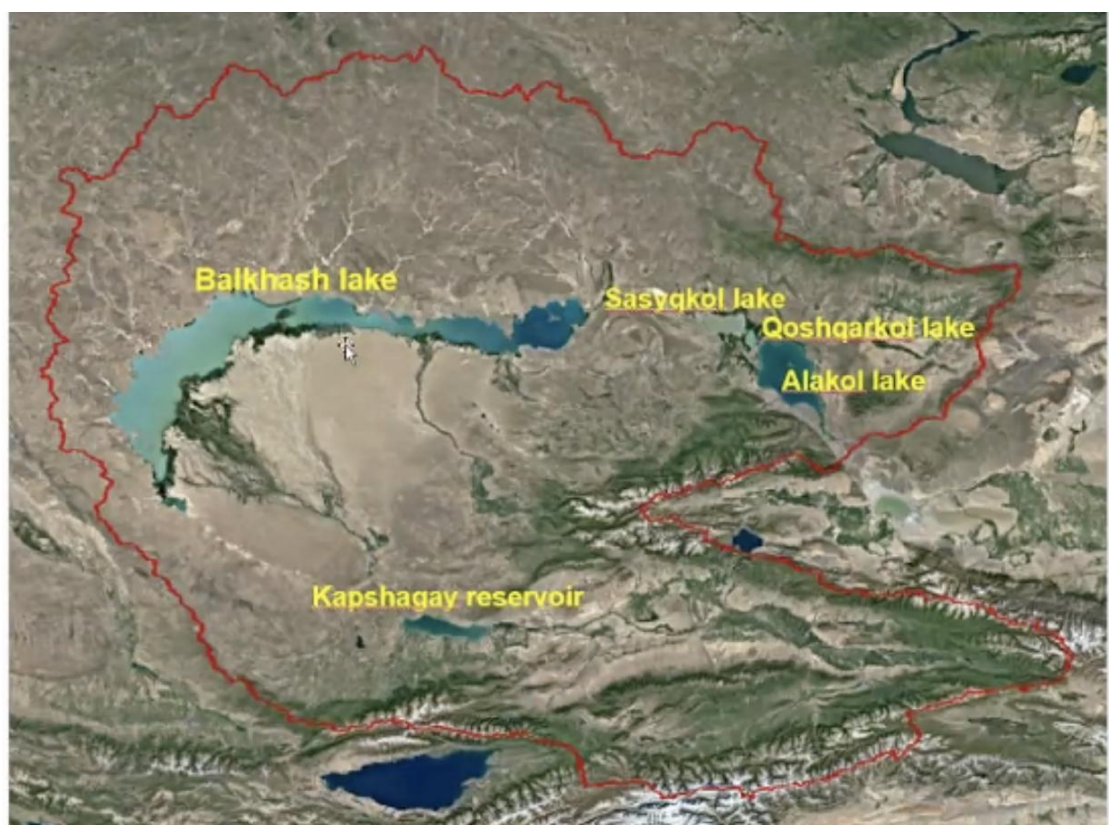 Balkhash lake
Sasyqkol lake
Qoshqarkol lake
Alakol lake
Kapshagay reservoir